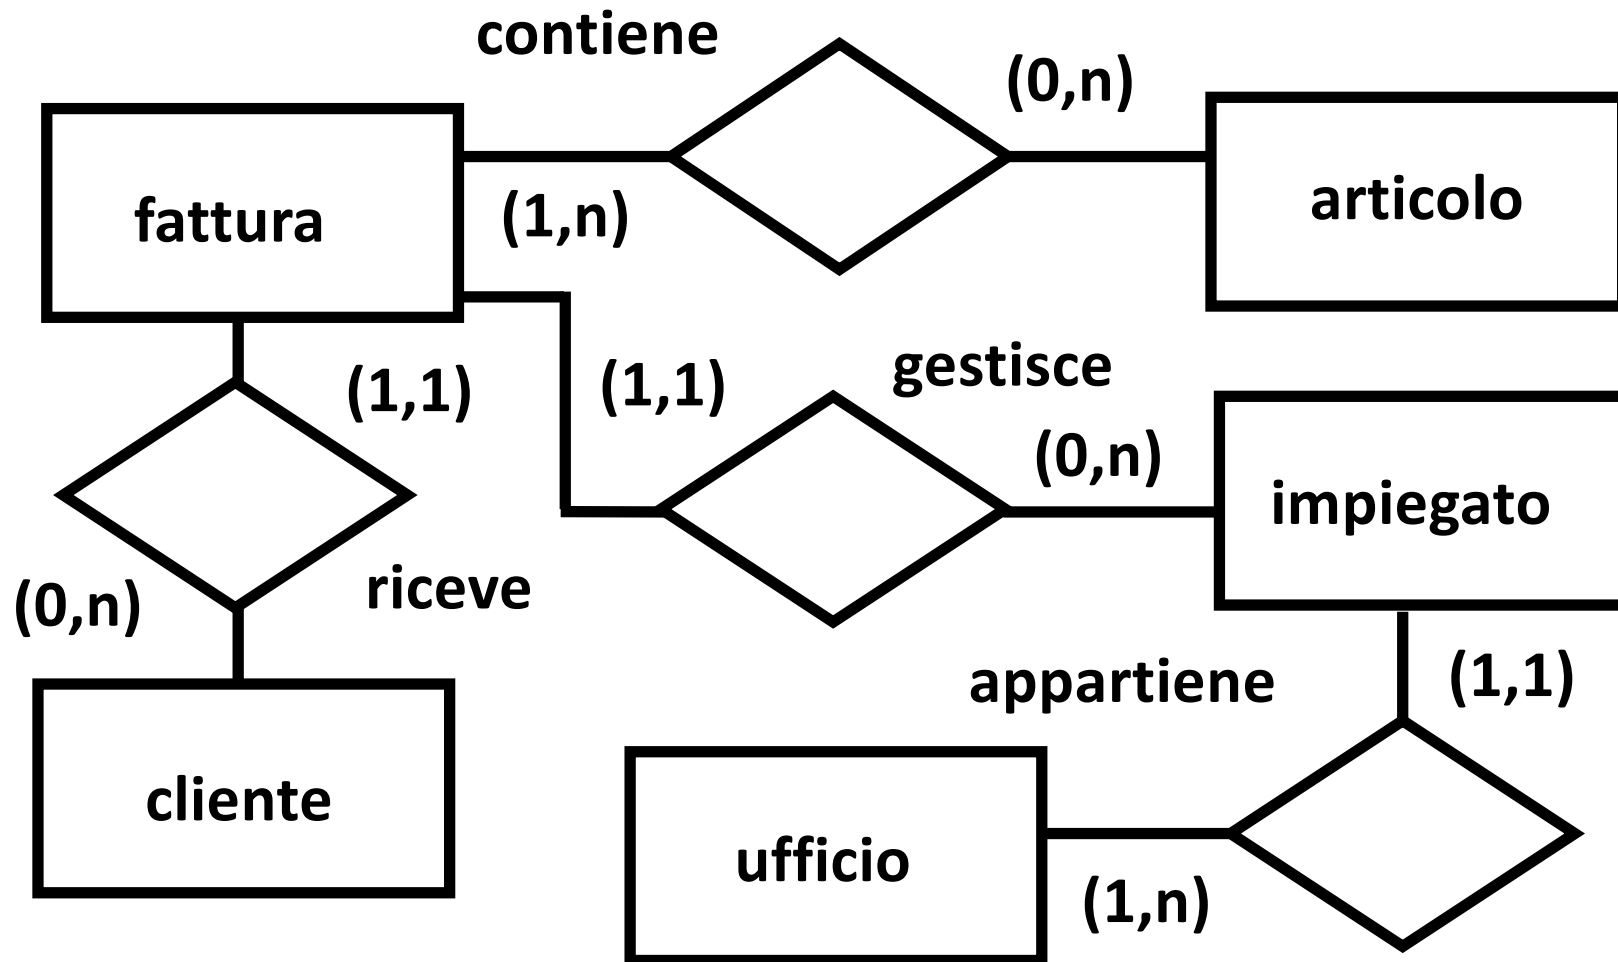 contiene
(0,n)
fattura
(1,n)
articolo
(1,1)
(1,1)
gestisce
(0,n)
impiegato
(0,n)
riceve
appartiene
(1,1)
cliente
ufficio
(1,n)